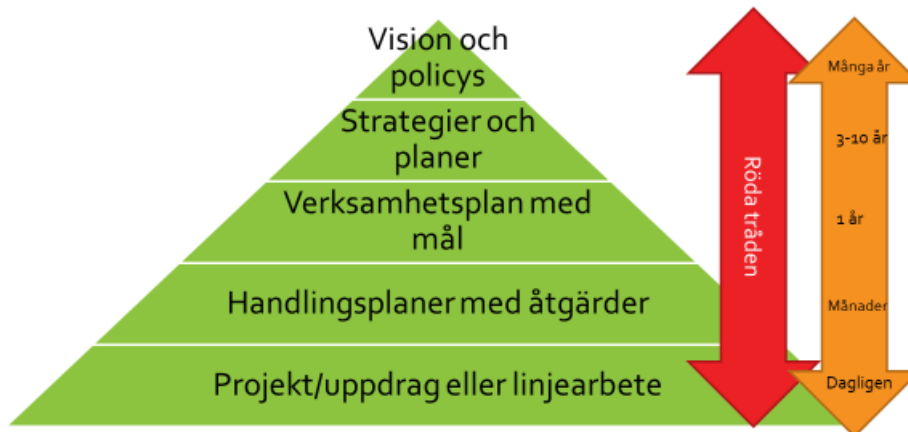 Vision och
policys
Strategier och
planer
Verksamhetsplan med
mål
Handlingsplaner med åtgärder
Projekt/uppdrag eller linjearbete
Röda tråden
Många år
3-10 år
1 år
Månader
Dagligen